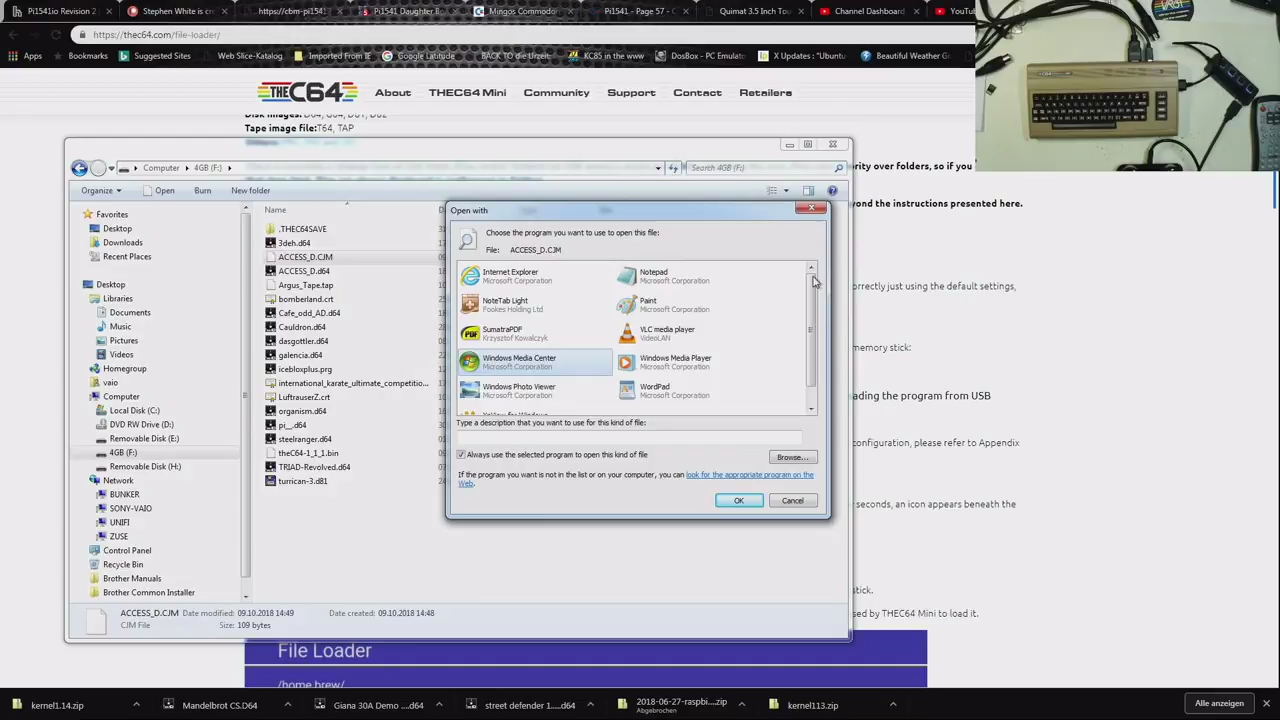 Pi1541io Revision 2
Stephen White is c
https://cbm-pi1541
Pi1541 Daughter Bo
Mingos Commodor
Pi1541 - Page 57 - C
Quimat 3.5 Inch Tou
Channel Dashboard
YouTu
https://thec64.com/file-loader/
Apps
Bookmarks
Suggested Sites
Web Slice-Katalog
Imported From IE
Google Latitude
BACK TO die Urzeit
KC85 in the www
DosBox - PC Emulat
X Updates : "Ubuntu
Beautiful Weather G
THEC64
About
THEC64 Mini
Community
Support
Contact
Retailers
Tape image file:T64, TAP
Computer
4GB (F:)
Search 4GB (F:)
ority over folders, so if you
Organize
Open
Burn
New folder
yond the instructions presented here.
Favorites
Desktop
Downloads
Recent Places
Desktop
Libraries
Documents
Music
Pictures
Videos
Homegroup
vaio
Computer
Local Disk (C:)
DVD RW Drive (D:)
Removable Disk (E:)
4GB (F:)
Removable Disk (H:)
Network
BUNKER
SONY-VAIO
UNIFI
ZUSE
Control Panel
Recycle Bin
Brother Manuals
Brother Manuals Converter
Name
.THEC64SAVE
3deh.d64
ACCESS_D.CJM
ACCESS_D.d64
Argus_Tape.tap
bomberland.crt
Cafe_odd_AD.d64
Cauldron.d64
dasgottler.d64
galencia.d64
icebloxplus.prg
international_karate_ultimate_competitio...
LuftrauserZ.crt
organism.d64
pi__.d64
steelranger.d64
theC64-1_1_1.bin
TRIAD-Revolved.d64
turrican-3.d81
Open with
Choose the program you want to use to open this file:
File: ACCESS_D.CJM
Internet Explorer
Microsoft Corporation
Notepad
Microsoft Corporation
NoteTab Light
Fookes Holding Ltd
Paint
Microsoft Corporation
SumatraPDF
Krzysztof Kowalczyk
VLC media player
VideoLAN
Windows Media Center
Microsoft Corporation
Windows Media Player
Microsoft Corporation
Windows Photo Viewer
Microsoft Corporation
WordPad
Microsoft Corporation
Type a description that you want to use for this kind of file:
Always use the selected program to open this kind of file
Browse...
If the program you want is not in the list or on your computer, you can look for the appropriate program on the
Web.
OK
Cancel
orrectly just using the default settings,
memory stick:
ading the program from USB
configuration, please refer to Appendix
seconds, an icon appears beneath the
stick.
sed by THEC64 Mini to load it.
ACCESS_D.CJM Date modified: 09.10.2018 14:49 Date created: 09.10.2018 14:48
CJM File Size: 109 bytes
File Loader
/home brew/
kernel1.14.zip
Mandelbrot CS.D64
Giana 30A Demo ....d64
street defender 1....d64
2018-06-27-raspbi....zip
Abgebrochen
kernel113.zip
Alle anzeigen